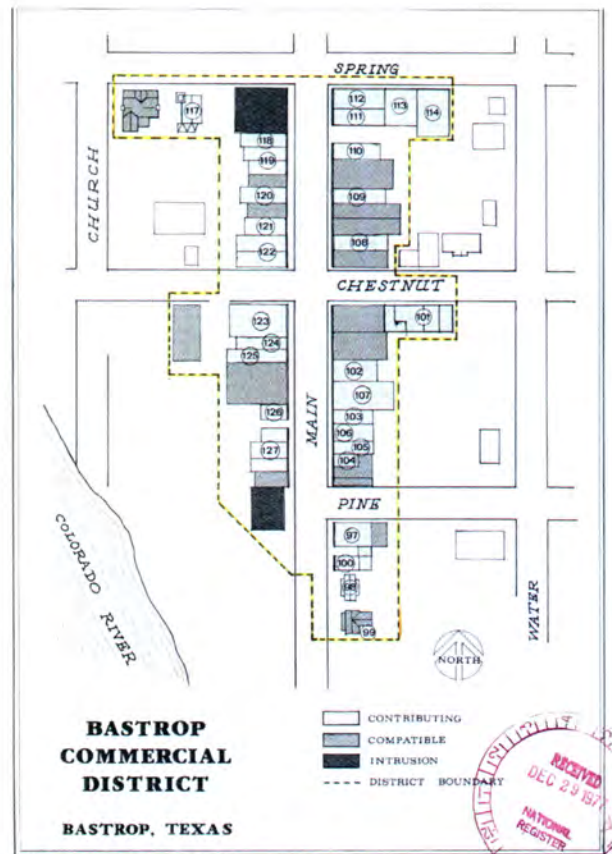 SPRING
CHURCH
117
118
119
120
121
122
112
111
113
114
110
109
108
CHESTNUT
123
124
125
126
127
101
102
107
103
106
105
104
MAIN
PINE
97
100
98
99
COLORADO RIVER
WATER
NORTH
BASTROP
COMMERCIAL
DISTRICT
BASTROP, TEXAS
CONTRIBUTING
COMPATIBLE
INTRUSION
DISTRICT BOUNDARY
RECEIVED
DEC 29 197
NATIONAL
REGISTER